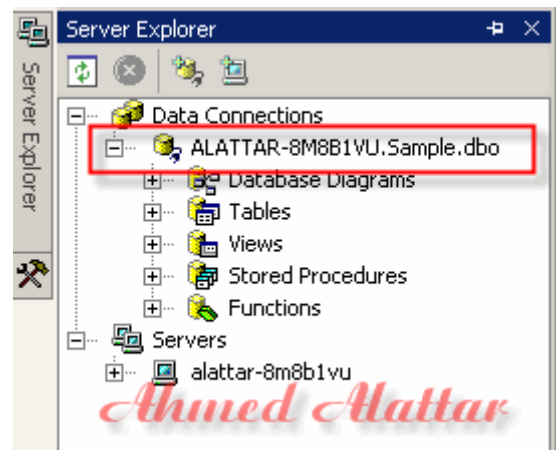 Server Explorer
Server Explorer
Data Connections
ALATTAR-8M8B1VU.Sample.dbo
Database Diagrams
Tables
Views
Stored Procedures
Functions
Servers
alattar-8m8b1vu
Ahmed Alattar